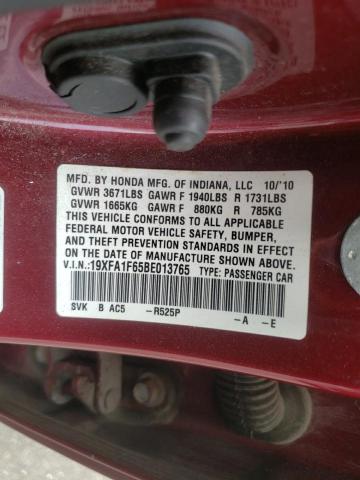 MFD. BY HONDA MFG. OF INDIANA, LLC 10/'10
GVWR 3671LBS GAWR F 1940LBS R 1731LBS
GVWR 1665KG GAWR F 880KG R 785KG
THIS VEHICLE CONFORMS TO ALL APPLICABLE
FEDERAL MOTOR VEHICLE SAFETY, BUMPER,
AND THEFT PREVENTION STANDARDS IN EFFECT
ON THE DATE OF MANUFACTURE SHOWN ABOVE.
V.I.N.:19XFA1F65BE013765 TYPE: PASSENGER CAR
SVK B AC5 -R525P -A -E